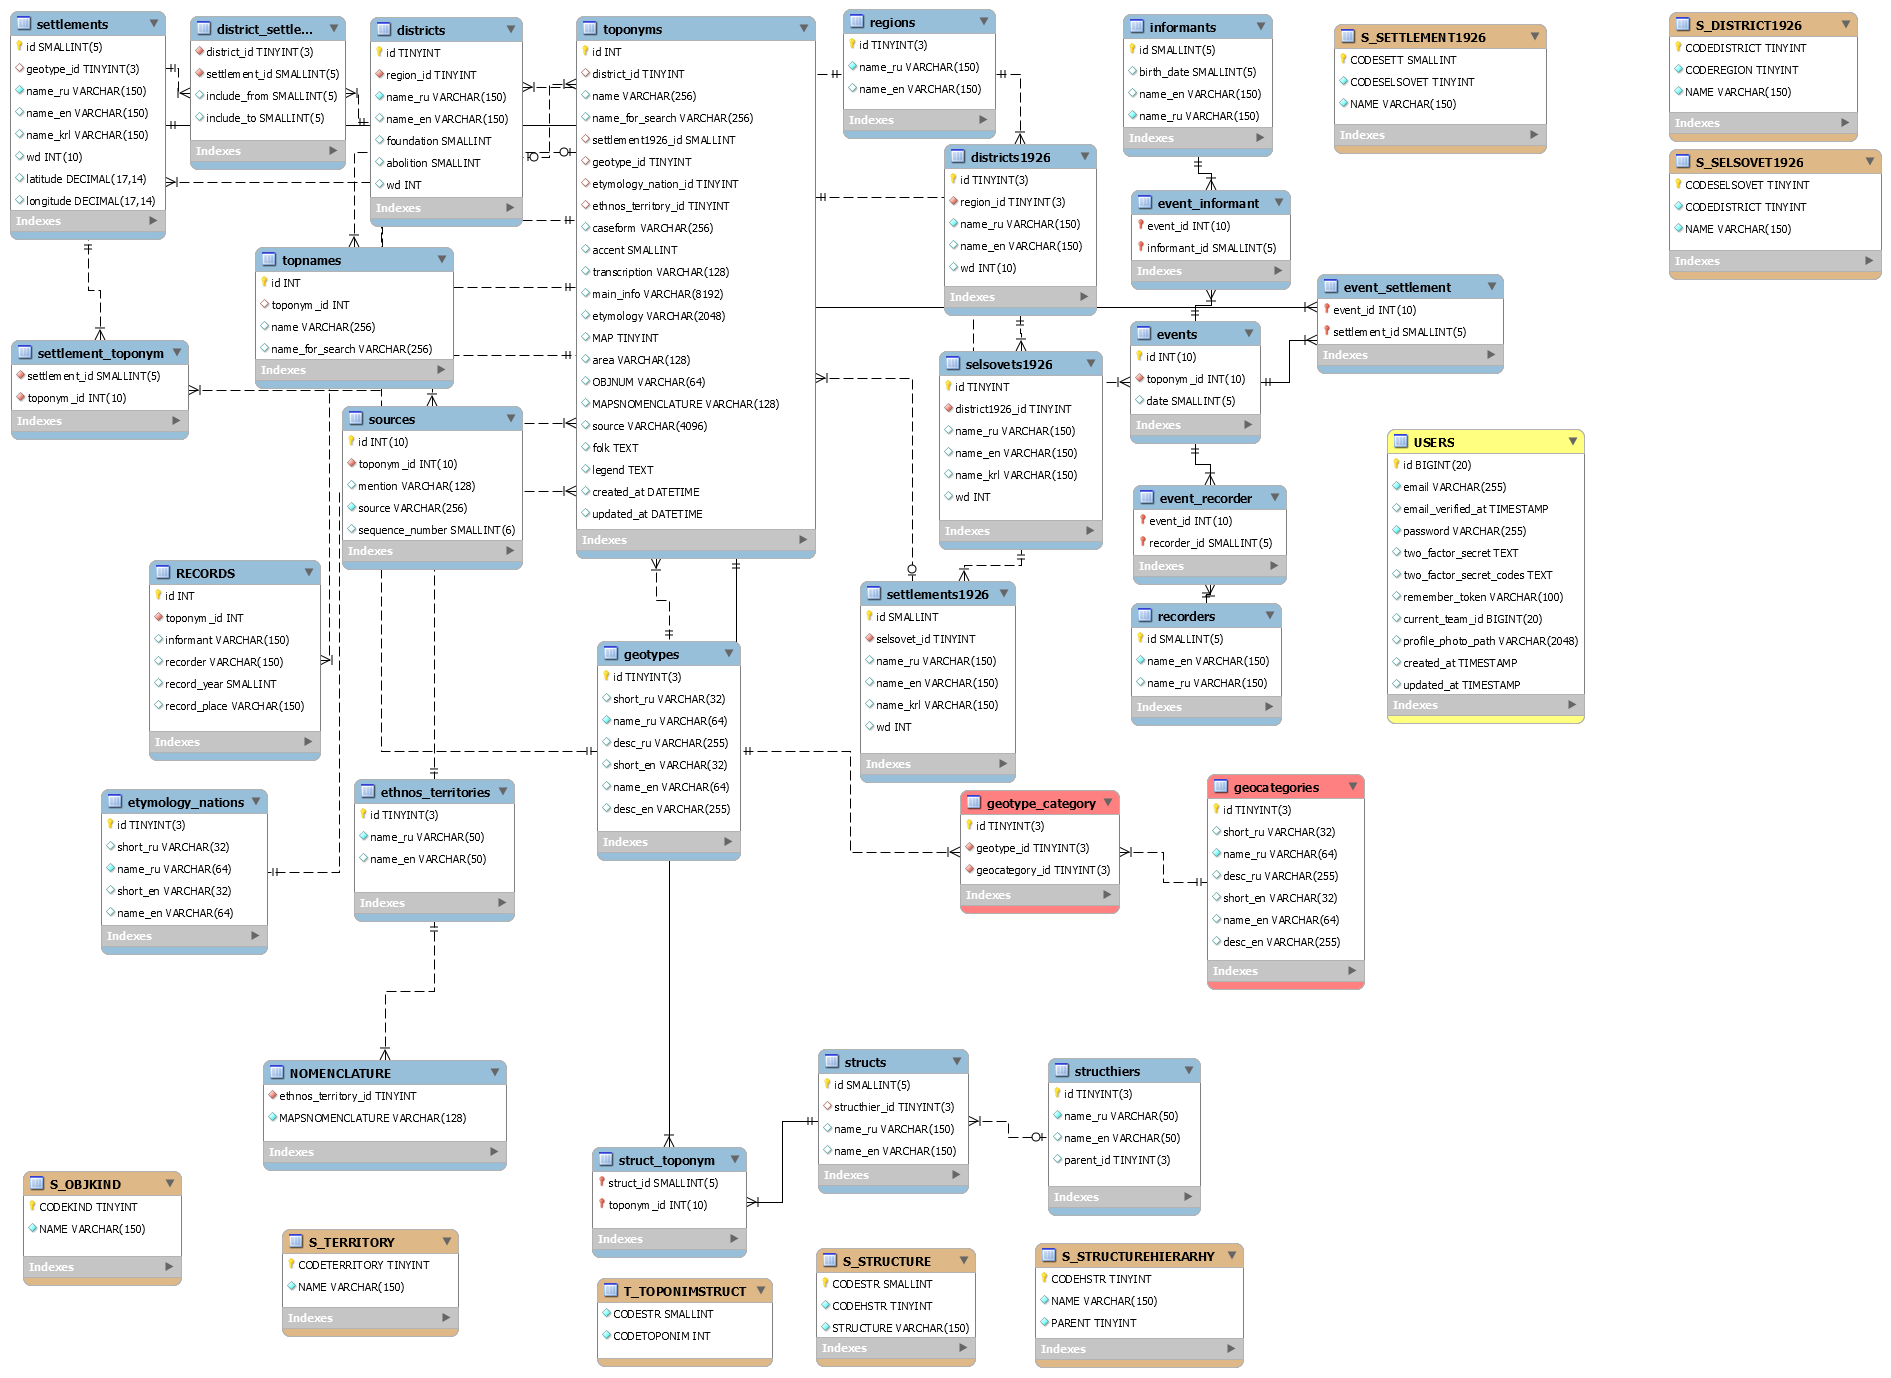 settlements
id SMALLINT(5)
geotype_id TINYINT(3)
name_ru VARCHAR(150)
name_en VARCHAR(150)
name_krl VARCHAR(150)
wd INT(10)
latitude DECIMAL(17,14)
longitude DECIMAL(17,14)
Indexes
district_settle...
district_id TINYINT(3)
settlement_id SMALLINT(5)
include_from SMALLINT(5)
include_to SMALLINT(5)
Indexes
districts
id TINYINT
region_id TINYINT
name_ru VARCHAR(150)
name_en VARCHAR(150)
foundation SMALLINT
abolition SMALLINT
wd INT
Indexes
toponyms
id INT
district_id TINYINT
name VARCHAR(256)
name_for_search VARCHAR(256)
settlement1926_id SMALLINT
geotype_id TINYINT
etymology_nation_id TINYINT
ethnos_territory_id TINYINT
caseform VARCHAR(256)
accent SMALLINT
transcription VARCHAR(128)
main_info VARCHAR(8192)
etymology VARCHAR(2048)
MAP TINYINT
area VARCHAR(128)
OBJNUM VARCHAR(64)
MAPSNOMENCLATURE VARCHAR(128)
source VARCHAR(4096)
folk TEXT
legend TEXT
created_at DATETIME
updated_at DATETIME
Indexes
regions
id TINYINT(3)
name_ru VARCHAR(150)
name_en VARCHAR(150)
Indexes
informants
id SMALLINT(5)
birth_date SMALLINT(5)
name_en VARCHAR(150)
name_ru VARCHAR(150)
Indexes
S_SETTLEMENT1926
CODESETT SMALLINT
CODESELSOVET TINYINT
NAME VARCHAR(150)
Indexes
S_DISTRICT1926
CODEDISTRICT TINYINT
CODEREGION TINYINT
NAME VARCHAR(150)
Indexes
S_SELSOVET1926
CODESELSOVET TINYINT
CODEDISTRICT TINYINT
NAME VARCHAR(150)
Indexes
districts1926
id TINYINT(3)
region_id TINYINT(3)
name_ru VARCHAR(150)
name_en VARCHAR(150)
wd INT(10)
Indexes
event_informant
event_id INT(10)
informant_id SMALLINT(5)
Indexes
topnames
id INT
toponym_id INT
name VARCHAR(256)
name_for_search VARCHAR(256)
Indexes
event_settlement
event_id INT(10)
settlement_id SMALLINT(5)
Indexes
settlement_toponym
settlement_id SMALLINT(5)
toponym_id INT(10)
Indexes
selsovets1926
id TINYINT
district1926_id TINYINT
name_ru VARCHAR(150)
name_en VARCHAR(150)
name_krl VARCHAR(150)
wd INT
Indexes
events
id INT(10)
toponym_id INT(10)
date SMALLINT(5)
Indexes
sources
id INT(10)
toponym_id INT(10)
mention VARCHAR(128)
source VARCHAR(256)
sequence_number SMALLINT(6)
Indexes
USERS
id BIGINT(20)
email VARCHAR(255)
email_verified_at TIMESTAMP
password VARCHAR(255)
two_factor_secret TEXT
two_factor_secret_codes TEXT
remember_token VARCHAR(100)
current_team_id BIGINT(20)
profile_photo_path VARCHAR(2048)
created_at TIMESTAMP
updated_at TIMESTAMP
Indexes
event_recorder
event_id INT(10)
recorder_id SMALLINT(5)
Indexes
RECORDS
id INT
toponym_id INT
informant VARCHAR(150)
recorder VARCHAR(150)
record_year SMALLINT
record_place VARCHAR(150)
Indexes
settlements1926
id SMALLINT
selsovet_id TINYINT
name_ru VARCHAR(150)
name_en VARCHAR(150)
name_krl VARCHAR(150)
wd INT
Indexes
recorders
id SMALLINT(5)
name_en VARCHAR(150)
name_ru VARCHAR(150)
Indexes
geotypes
id TINYINT(3)
short_ru VARCHAR(32)
name_ru VARCHAR(64)
desc_ru VARCHAR(255)
short_en VARCHAR(32)
name_en VARCHAR(64)
desc_en VARCHAR(255)
Indexes
etymology_nations
id TINYINT(3)
short_ru VARCHAR(32)
name_ru VARCHAR(64)
short_en VARCHAR(32)
name_en VARCHAR(64)
Indexes
ethnos_territories
id TINYINT(3)
name_ru VARCHAR(50)
name_en VARCHAR(50)
Indexes
geotype_category
id TINYINT(3)
geotype_id TINYINT(3)
geocategory_id TINYINT(3)
Indexes
geocategories
id TINYINT(3)
short_ru VARCHAR(32)
name_ru VARCHAR(64)
desc_ru VARCHAR(255)
short_en VARCHAR(32)
name_en VARCHAR(64)
desc_en VARCHAR(255)
Indexes
NOMENCLATURE
ethnos_territory_id TINYINT
MAPSNOMENCLATURE VARCHAR(128)
Indexes
structs
id SMALLINT(5)
structhier_id TINYINT(3)
name_ru VARCHAR(150)
name_en VARCHAR(150)
Indexes
structhiers
id TINYINT(3)
name_ru VARCHAR(50)
name_en VARCHAR(50)
parent_id TINYINT(3)
Indexes
struct_toponym
struct_id SMALLINT(5)
toponym_id INT(10)
Indexes
S_OBJKIND
CODEKIND TINYINT
NAME VARCHAR(150)
Indexes
S_TERRITORY
CODETERRITORY TINYINT
NAME VARCHAR(150)
Indexes
T_TOPONIMSTRUCT
CODESTR SMALLINT
CODETOPONIM INT
S_STRUCTURE
CODESTR SMALLINT
CODEHSTR TINYINT
STRUCTURE VARCHAR(150)
Indexes
S_STRUCTUREHIERARHY
CODEHSTR TINYINT
NAME VARCHAR(150)
PARENT TINYINT
Indexes